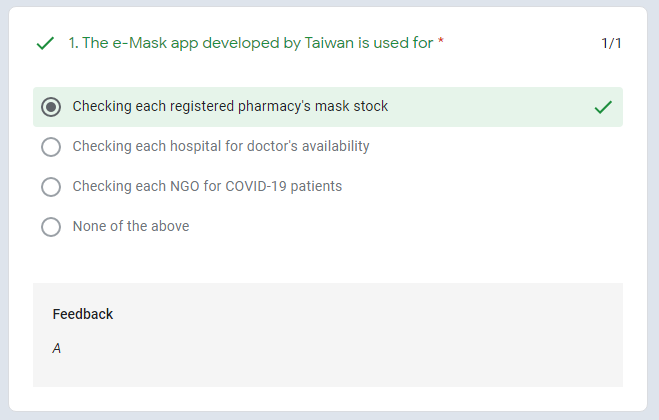 1. The e-Mask app developed by Taiwan is used for * 1/1
Checking each registered pharmacy's mask stock
Checking each hospital for doctor's availability
Checking each NGO for COVID-19 patients
None of the above
Feedback
A